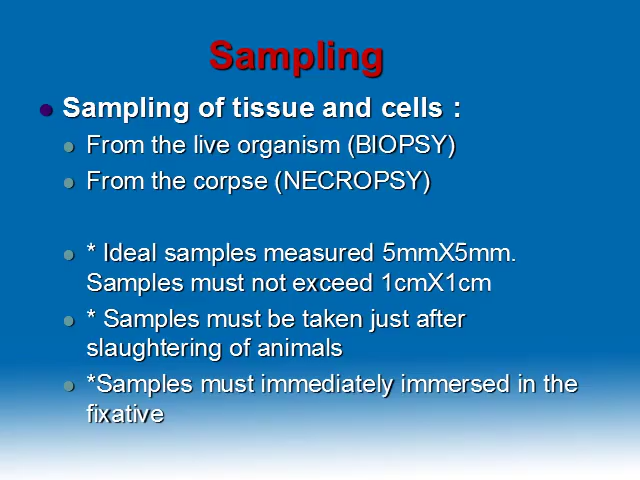 Sampling
Sampling of tissue and cells :
From the live organism (BIOPSY)
From the corpse (NECROPSY)
* Ideal samples measured 5mmX5mm.
Samples must not exceed 1cmX1cm
* Samples must be taken just after
slaughtering of animals
*Samples must immediately immersed in the
fixative